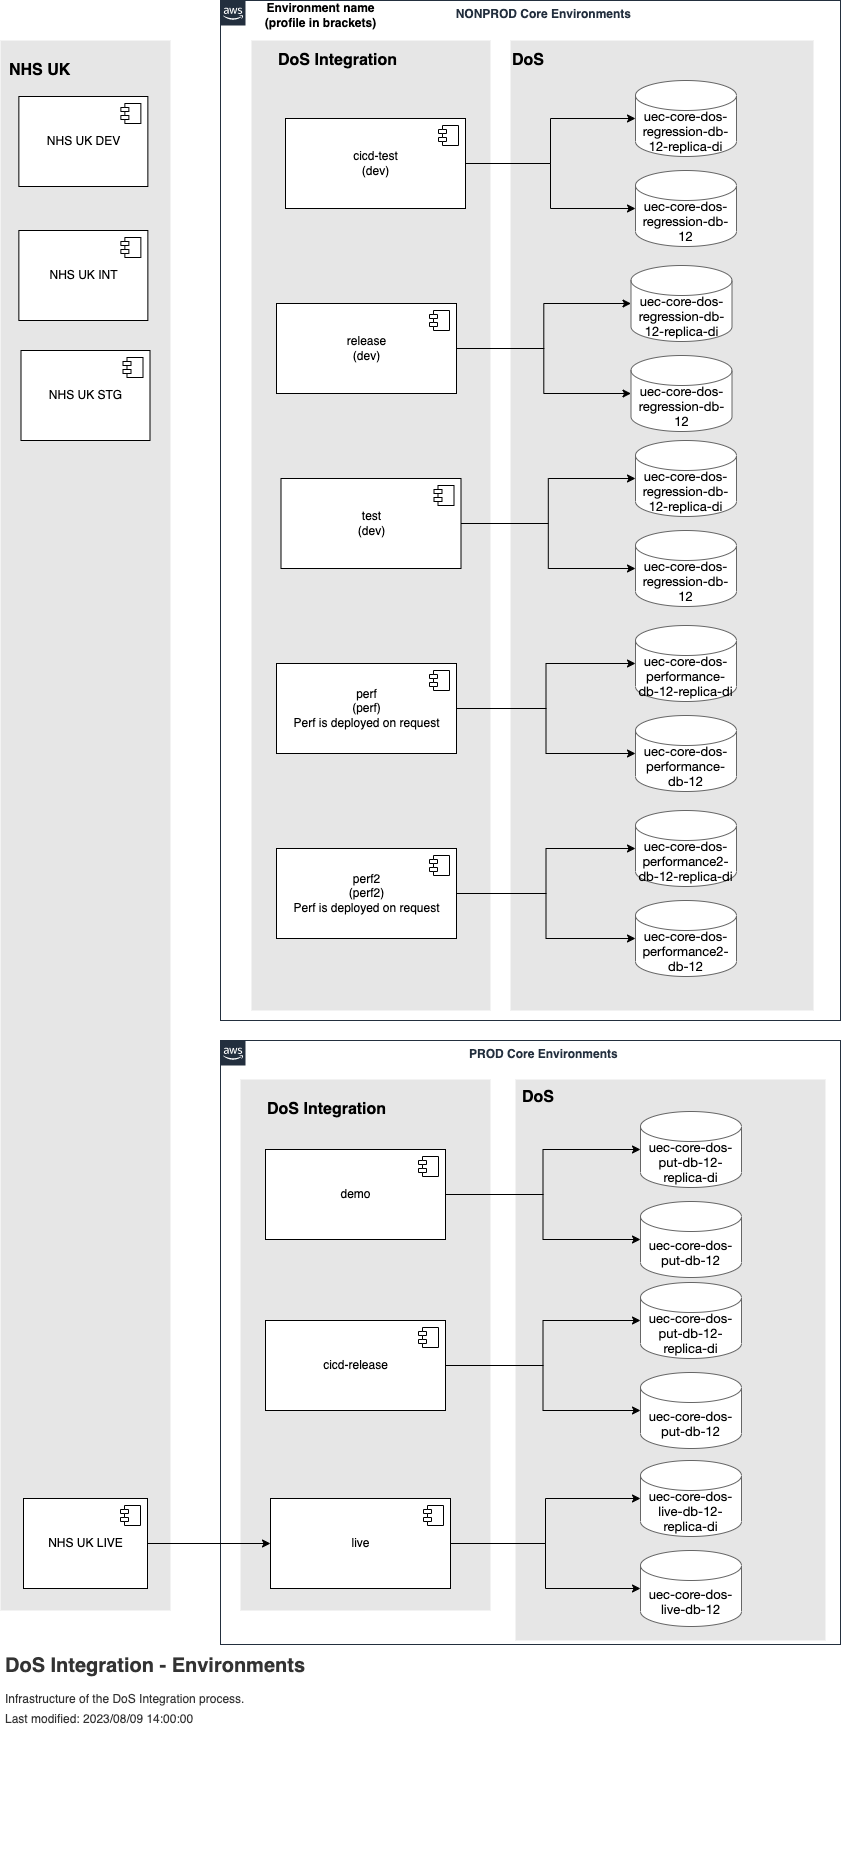 aws
Environment name
(profile in brackets)
NONPROD Core Environments
NHS UK
NHS UK DEV
NHS UK INT
NHS UK STG
DoS Integration
DoS
cicd-test
(dev)
uec-core-dos-
regression-db-
12-replica-di
uec-core-dos-
regression-db-
12
release
(dev)
uec-core-dos-
regression-db-
12-replica-di
uec-core-dos-
regression-db-
12
test
(dev)
uec-core-dos-
regression-db-
12-replica-di
uec-core-dos-
regression-db-
12
perf
(perf)
Perf is deployed on request
uec-core-dos-
performance-
db-12-replica-di
uec-core-dos-
performance-
db-12
perf2
(perf2)
Perf is deployed on request
uec-core-dos-
performance2-
db-12-replica-di
uec-core-dos-
performance2-
db-12
aws
PROD Core Environments
DoS Integration
DoS
demo
uec-core-dos-
put-db-12-
replica-di
uec-core-dos-
put-db-12
cicd-release
uec-core-dos-
put-db-12-
replica-di
uec-core-dos-
put-db-12
NHS UK LIVE
live
uec-core-dos-
live-db-12-
replica-di
uec-core-dos-
live-db-12
DoS Integration - Environments
Infrastructure of the DoS Integration process.
Last modified: 2023/08/09 14:00:00